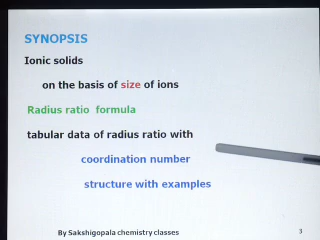 SYNOPSIS
Ionic solids
on the basis of size of ions
Radius ratio formula
tabular data of radius ratio with
coordination number
structure with examples
By Sakshigopala chemistry classes
3